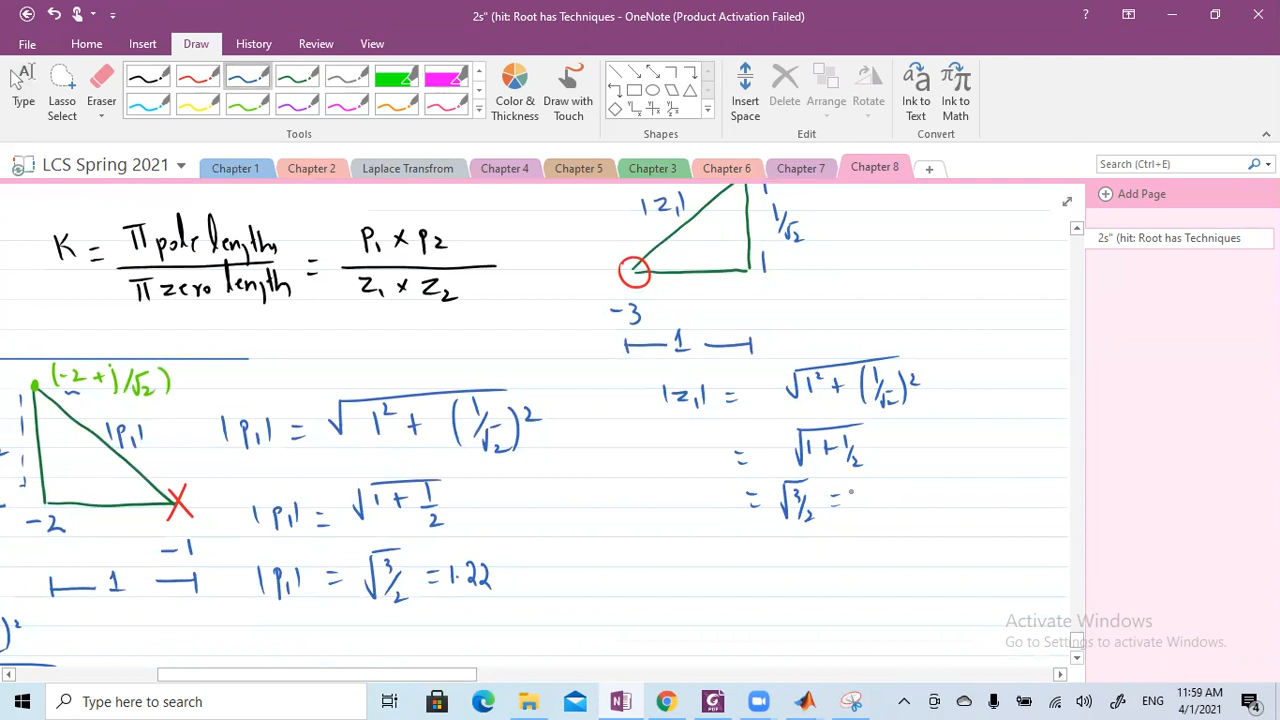 2s" (hit: Root has Techniques - OneNote (Product Activation Failed)
File Home Insert Draw History Review View
Type Lasso Select Eraser Color & Thickness Draw with Touch Insert Space Delete Arrange Rotate Ink to Text Ink to Math
Tools Shapes Edit Convert
LCS Spring 2021 Chapter 1 Chapter 2 Laplace Transfrom Chapter 4 Chapter 5 Chapter 3 Chapter 6 Chapter 7 Chapter 8 Search (Ctrl+E)
Add Page
2s" (hit: Root has Techniques
K = π pole lengths / π zero length = P1 × P2 / Z1 × Z2
|z1|
1/√2
1
-3
1
(-2 + j 1/√2)
|p1|
-2
-1
1
|p1| = √(1² + (1/√2)²)
|p1| = √(1 + 1/2)
|p1| = √3/2 = 1.22
|z1| = √(1² + (1/√2)²)
= √(1 + 1/2)
= √3/2 =
)²
Activate Windows
Go to Settings to activate Windows.
Type here to search
ENG
11:59 AM
4/1/2021
4